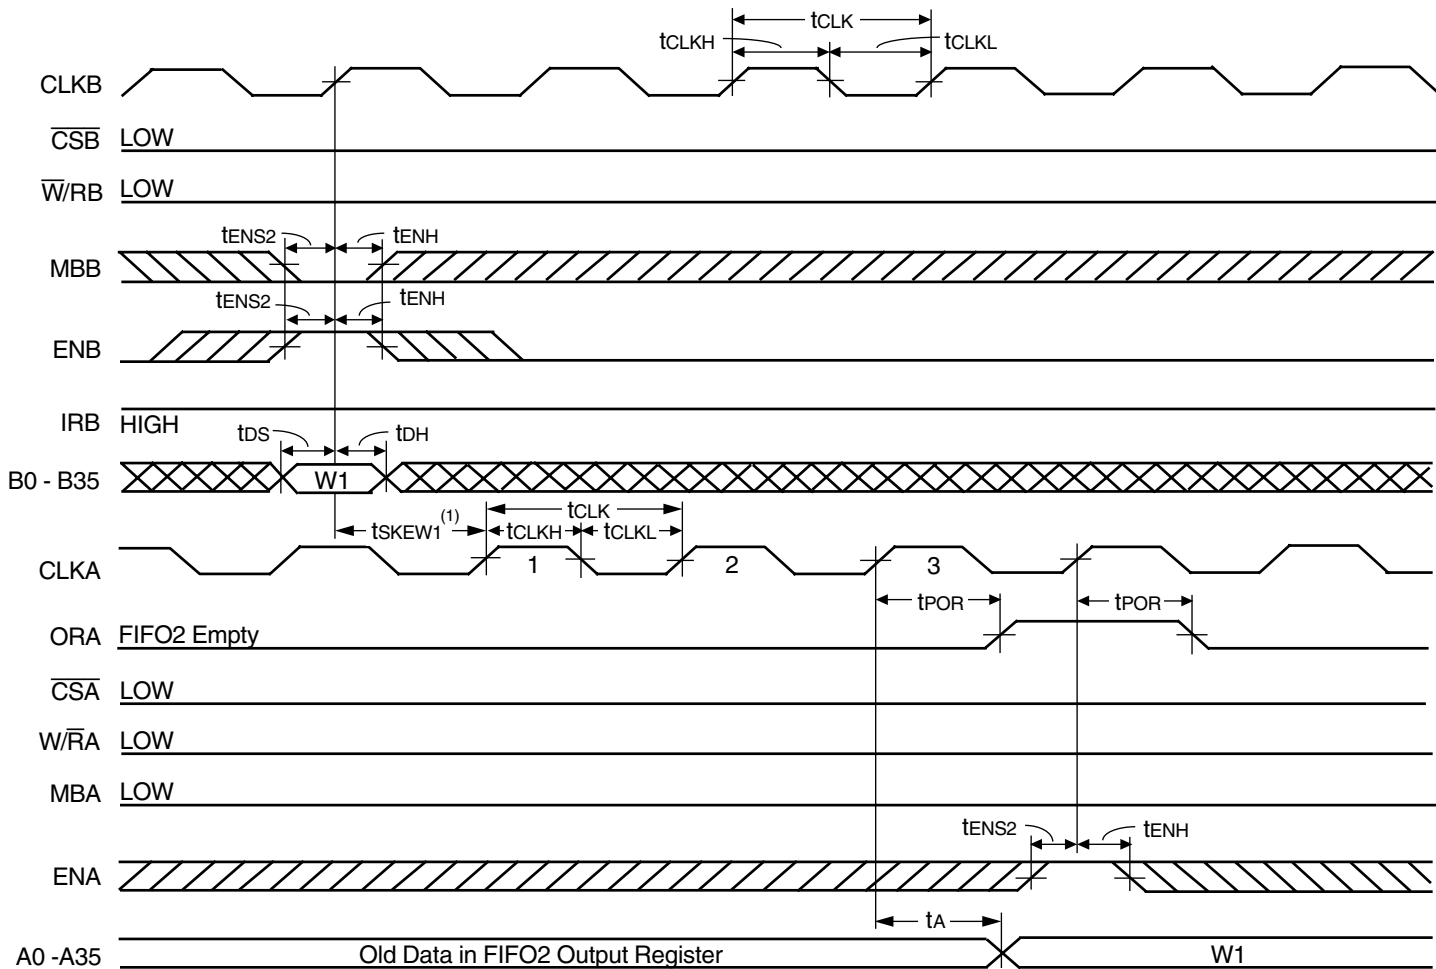 tCLK
tCLKH tCLKL
CLKB
CSB LOW
W/RB LOW
tENS2 tENH
MBB
tENS2 tENH
ENB
IRB HIGH
tDS tDH
B0 - B35 W1
tSKEW1(1) tCLK
tCLKH tCLKL
CLKA 1 2 3
tPOR tPOR
ORA FIFO2 Empty
CSA LOW
W/RA LOW
MBA LOW
tENS2 tENH
ENA
tA
A0 -A35 Old Data in FIFO2 Output Register W1